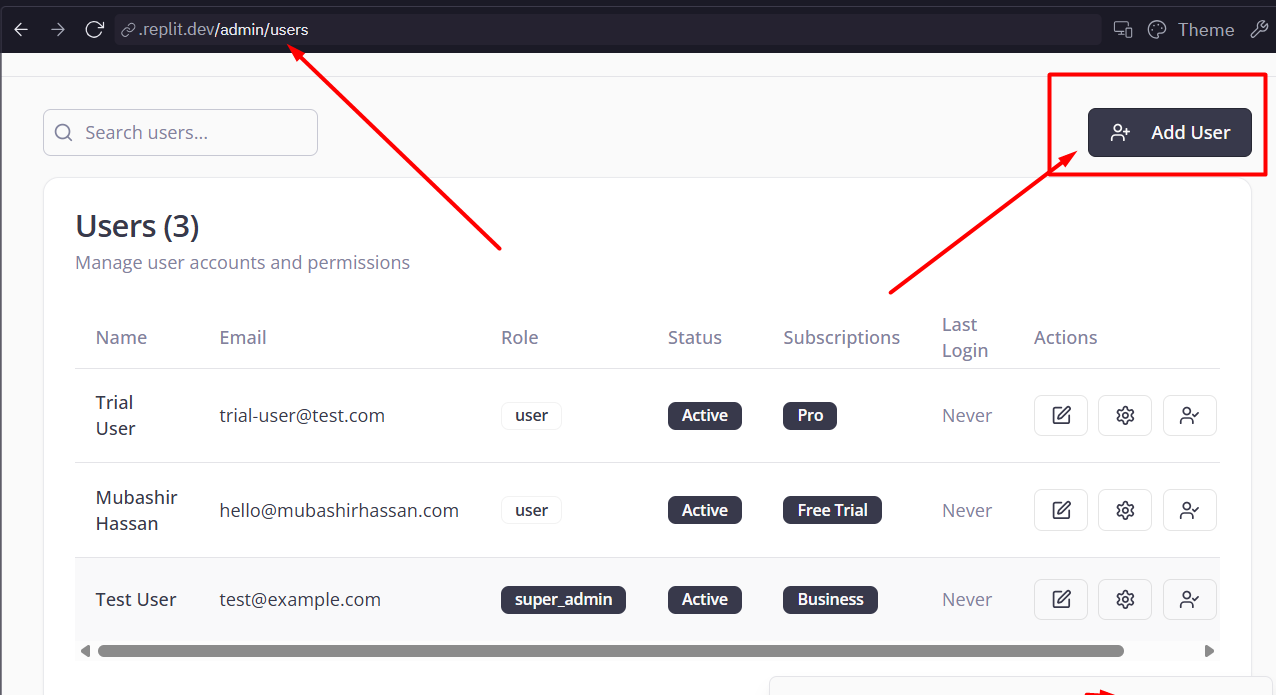 .replit.dev/admin/users
Theme
Search users...
Add User
Users (3)
Manage user accounts and permissions
Name Email Role Status Subscriptions Last Login Actions
Trial User trial-user@test.com user Active Pro Never
Mubashir Hassan hello@mubashirhassan.com user Active Free Trial Never
Test User test@example.com super_admin Active Business Never